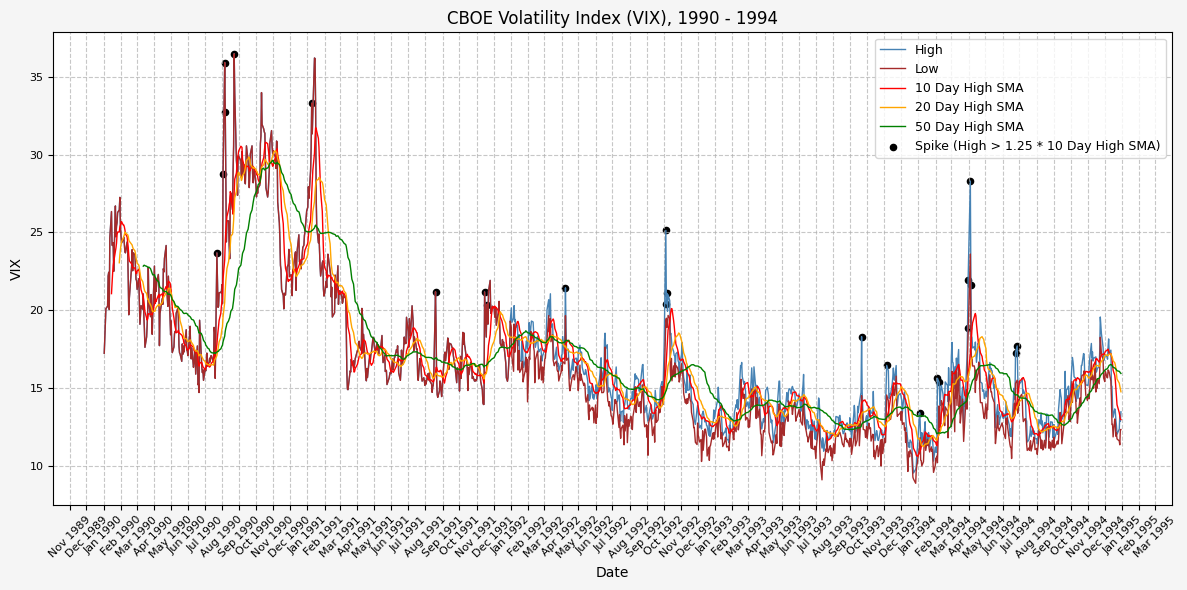 CBOE Volatility Index (VIX), 1990 - 1994
High
Low
10 Day High SMA
20 Day High SMA
50 Day High SMA
Spike (High > 1.25 * 10 Day High SMA)
VIX
35
30
25
20
15
10
Nov 1989
Dec 1989
Jan 1990
Feb 1990
Mar 1990
Apr 1990
May 1990
Jun 1990
Jul 1990
Aug 1990
Sep 1990
Oct 1990
Nov 1990
Dec 1990
Jan 1991
Feb 1991
Mar 1991
Apr 1991
May 1991
Jun 1991
Jul 1991
Aug 1991
Sep 1991
Oct 1991
Nov 1991
Dec 1991
Jan 1992
Feb 1992
Mar 1992
Apr 1992
May 1992
Jun 1992
Jul 1992
Aug 1992
Sep 1992
Oct 1992
Nov 1992
Dec 1992
Jan 1993
Feb 1993
Mar 1993
Apr 1993
May 1993
Jun 1993
Jul 1993
Aug 1993
Sep 1993
Oct 1993
Nov 1993
Dec 1993
Jan 1994
Feb 1994
Mar 1994
Apr 1994
May 1994
Jun 1994
Jul 1994
Aug 1994
Sep 1994
Oct 1994
Nov 1994
Dec 1994
Jan 1995
Feb 1995
Mar 1995
Date